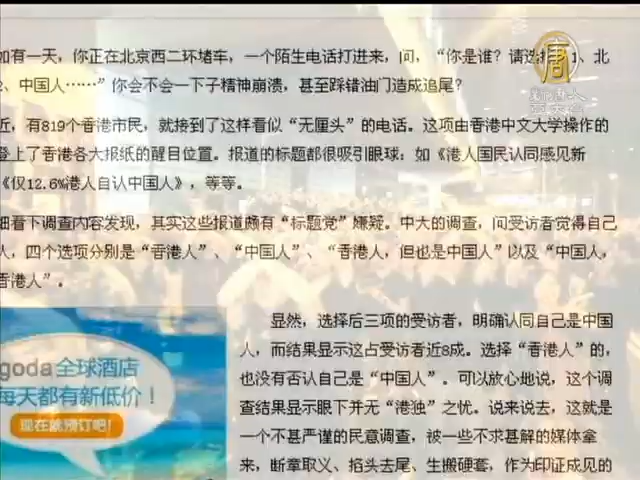 如有一天，你正在北京西二环堵车，一个陌生电话打进来，问，“你是谁？请选择 1、北
2、中国人……”你会不会一下子精神崩溃，甚至踩错油门造成追尾？
近，有819个香港市民，就接到了这样看似“无厘头”的电话。这项由香港中文大学操作的
登上了香港各大报纸的醒目位置。报道的标题都很吸引眼球：如《港人国民认同感见新
《仅12.6%港人自认中国人》，等等。
细看下调查内容发现，其实这些报道颇有“标题党”嫌疑。中大的调查，问受访者觉得自己
人，四个选项分别是“香港人”、“中国人”、“香港人，但也是中国人”以及“中国人，
香港人”。
显然，选择后三项的受访者，明确认同自己是中国
人，而结果显示这占受访者近8成。选择“香港人”的，
也没有否认自己是“中国人”。可以放心地说，这个调
查结果显示眼下并无“港独”之忧。说来说去，这就是
一个不甚严谨的民意调查，被一些不求甚解的媒体拿
来，断章取义、掐头去尾、生搬硬套，作为印证成见的
goda全球酒店
每天都有新低价！
现在就预订吧！
唐
新唐人
亞太台